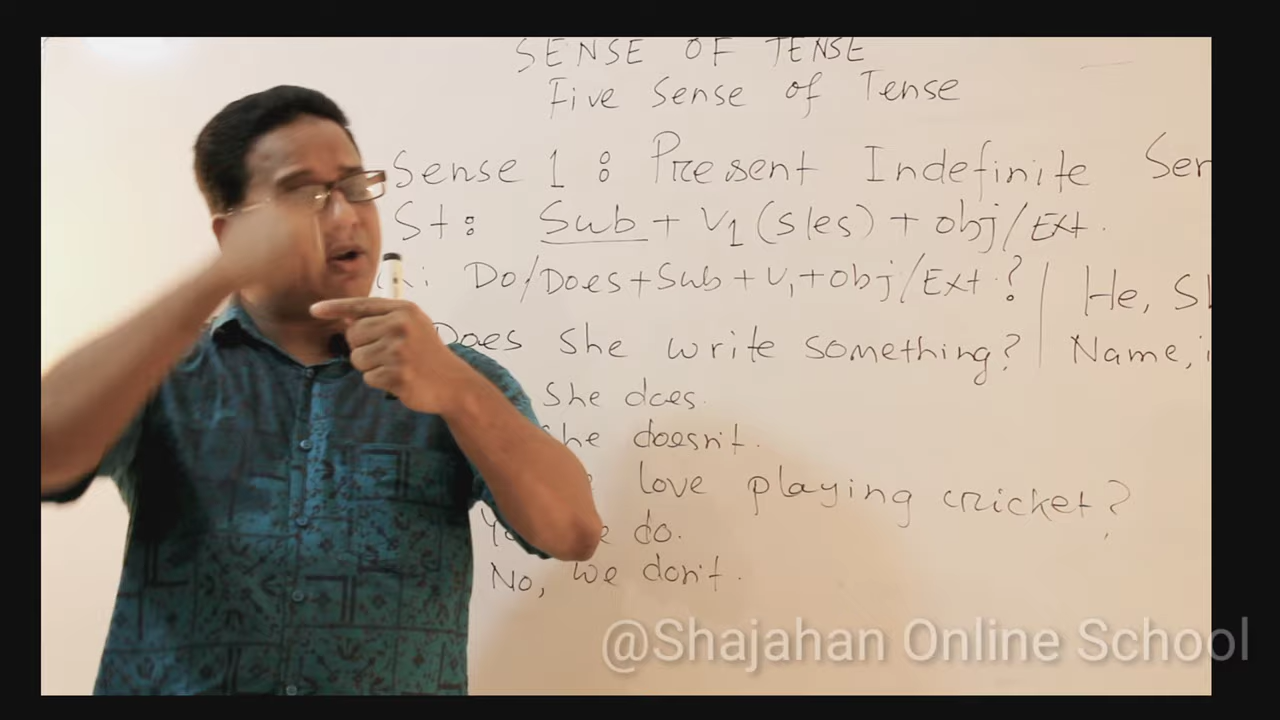 SENSE OF TENSE
Five Sense of Tense
Sense 1 : Present Indefinite
St : Sub + V1 (s/es) + obj/Ext.
Do/Does+Sub+V1+obj/Ext ? He,
Does she write something? Name,
She does.
she doesn't.
love playing cricket?
do.
No, we don't.
@Shajahan Online School